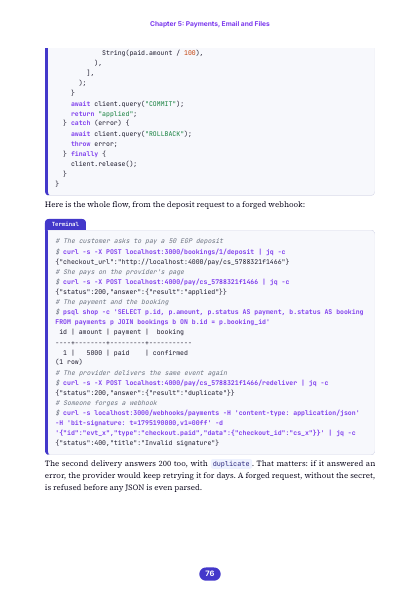 Chapter 5: Payments, Email and Files
String(paid.amount / 100),
),
],
);
}
await client.query("COMMIT");
return "applied";
} catch (error) {
await client.query("ROLLBACK");
throw error;
} finally {
client.release();
}
}
Here is the whole flow, from the deposit request to a forged webhook:
Terminal
# The customer asks to pay a 50 EGP deposit
$ curl -s -X POST localhost:3000/bookings/1/deposit | jq -c
{"checkout_url":"http://localhost:4000/pay/cs_5788321f1466"}
# She pays on the provider's page
$ curl -s -X POST localhost:4000/pay/cs_5788321f1466 | jq -c
{"status":200,"answer":{"result":"applied"}}
# The payment and the booking
$ psql shop -c 'SELECT p.id, p.amount, p.status AS payment, b.status AS booking
FROM payments p JOIN bookings b ON b.id = p.booking_id'
id | amount | payment | booking
----+--------+---------+-----------
1 | 5000 | paid | confirmed
(1 row)
# The provider delivers the same event again
$ curl -s -X POST localhost:4000/pay/cs_5788321f1466/redeliver | jq -c
{"status":200,"answer":{"result":"duplicate"}}
# Someone forges a webhook
$ curl -s localhost:3000/webhooks/payments -H 'content-type: application/json'
-H 'bit-signature: t=1795190000,v1=00ff' -d
'{"id":"evt_x","type":"checkout.paid","data":{"checkout_id":"cs_x"}}' | jq -c
{"status":400,"title":"Invalid signature"}
The second delivery answers 200 too, with duplicate. That matters: if it answered an
error, the provider would keep retrying it for days. A forged request, without the secret,
is refused before any JSON is even parsed.
76